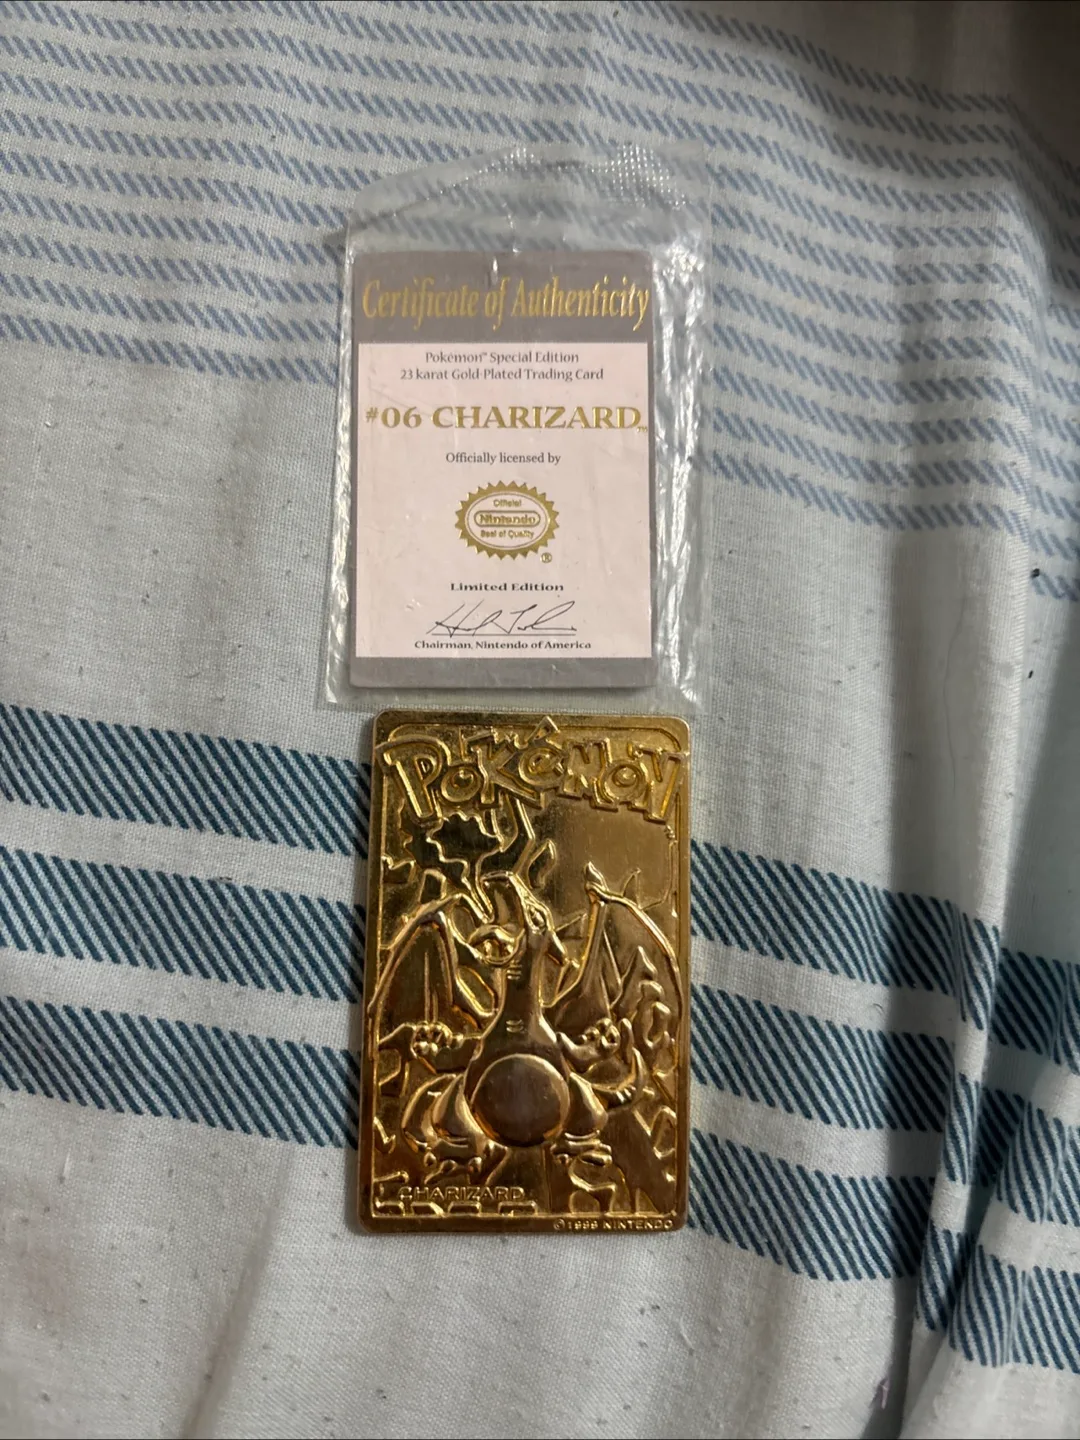 Certificate of Authenticity
Pokémon™ Special Edition
23 karat Gold-Plated Trading Card
#06 CHARIZARD™
Officially licensed by
Official
Nintendo
Seal of Quality
®
Limited Edition
Chairman, Nintendo of America
POKéMON
CHARIZARD
©1999 NINTENDO